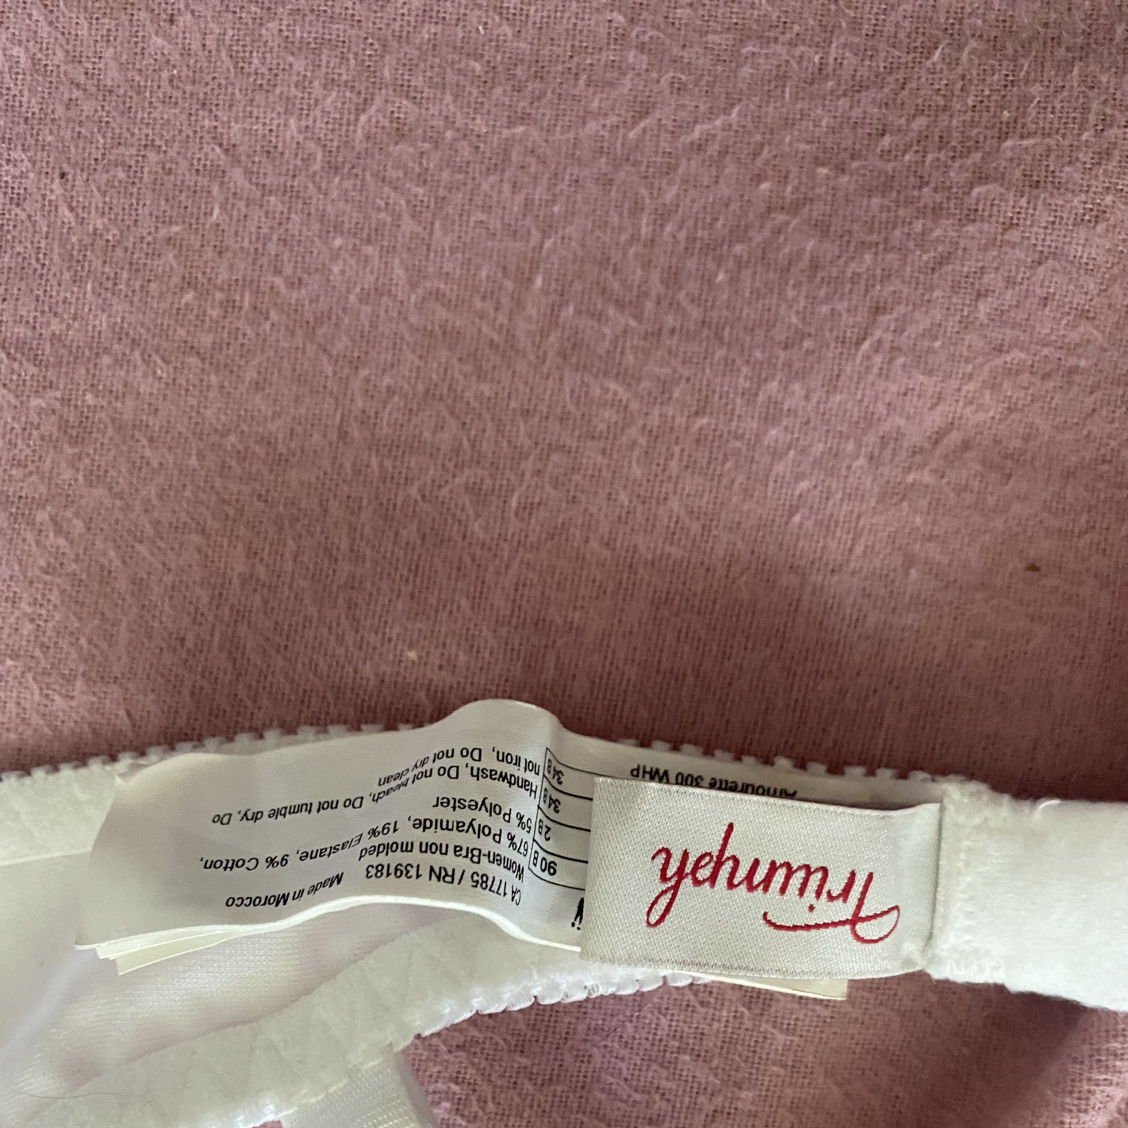 Triumph
Amourette 300 WHP
90 B
2 B
34 B
34 B
CA 17785 / RN 139183
Women-Bra non molded
67% Polyamide, 19% Elastane, 9% Cotton,
5% Polyester
Handwash, Do not bleach, Do not tumble dry, Do
not iron, Do not dry clean
Made in Morocco